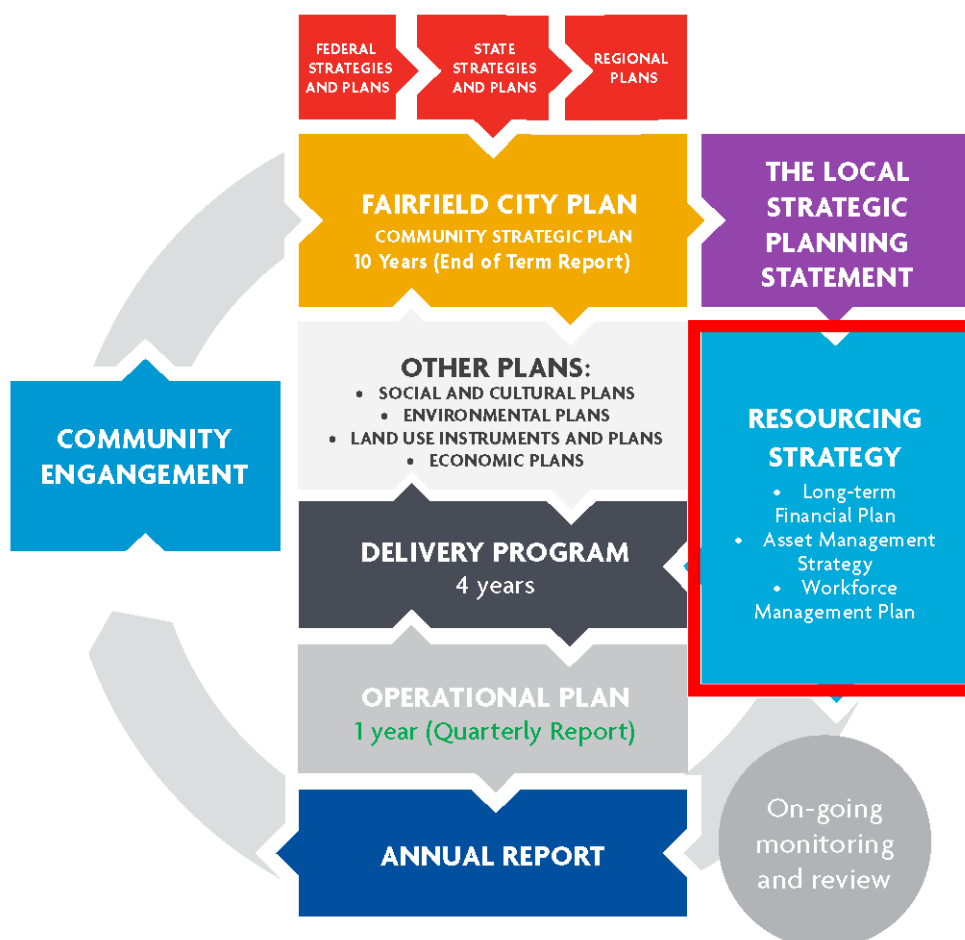 FEDERAL
STRATEGIES
AND PLANS
STATE
STRATEGIES
AND PLANS
REGIONAL
PLANS
FAIRFIELD CITY PLAN
COMMUNITY STRATEGIC PLAN
10 Years (End of Term Report)
THE LOCAL
STRATEGIC
PLANNING
STATEMENT
OTHER PLANS:
• SOCIAL AND CULTURAL PLANS
• ENVIRONMENTAL PLANS
• LAND USE INSTRUMENTS AND PLANS
• ECONOMIC PLANS
COMMUNITY
ENGANGEMENT
RESOURCING
STRATEGY
• Long-term
Financial Plan
• Asset Management
Strategy
• Workforce
Management Plan
DELIVERY PROGRAM
4 years
OPERATIONAL PLAN
1 year (Quarterly Report)
ANNUAL REPORT
On-going
monitoring
and review